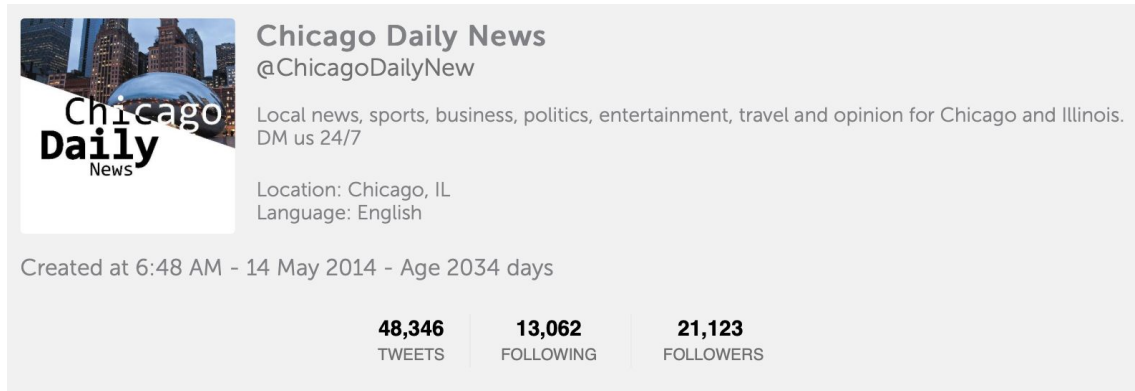 Chicago
Daily
News
Chicago Daily News
@ChicagoDailyNew
Local news, sports, business, politics, entertainment, travel and opinion for Chicago and Illinois.
DM us 24/7
Location: Chicago, IL
Language: English
Created at 6:48 AM - 14 May 2014 - Age 2034 days
48,346 13,062 21,123
TWEETS FOLLOWING FOLLOWERS